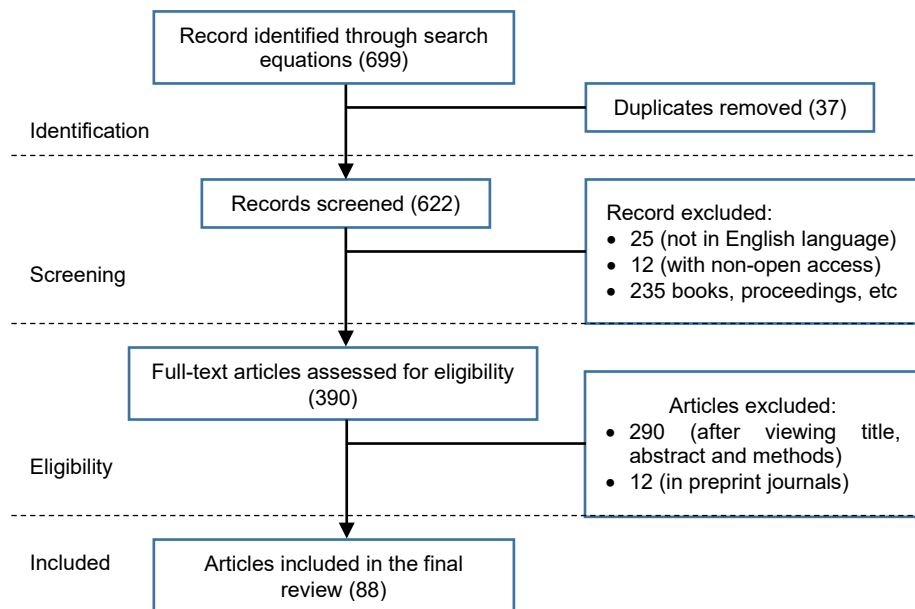 Record identified through search
equations (699)
Duplicates removed (37)
Identification
Records screened (622)
Record excluded:
• 25 (not in English language)
• 12 (with non-open access)
• 235 books, proceedings, etc
Screening
Full-text articles assessed for eligibility
(390)
Articles excluded:
• 290 (after viewing title,
abstract and methods)
• 12 (in preprint journals)
Eligibility
Articles included in the final
review (88)
Included